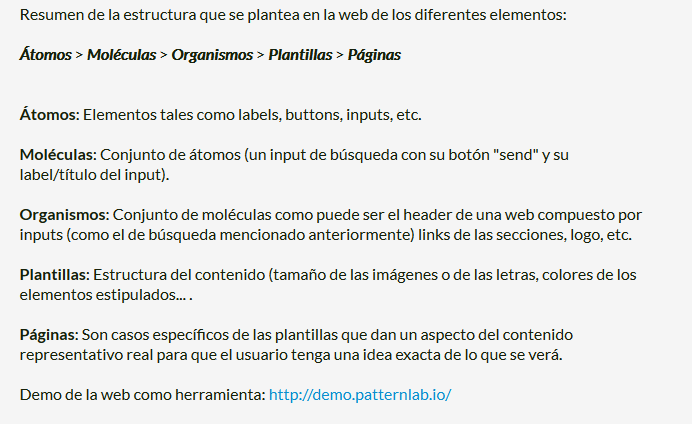 Resumen de la estructura que se plantea en la web de los diferentes elementos:
Átomos > Moléculas > Organismos > Plantillas > Páginas
Átomos: Elementos tales como labels, buttons, inputs, etc.
Moléculas: Conjunto de átomos (un input de búsqueda con su botón "send" y su
label/título del input).
Organismos: Conjunto de moléculas como puede ser el header de una web compuesto por
inputs (como el de búsqueda mencionado anteriormente) links de las secciones, logo, etc.
Plantillas: Estructura del contenido (tamaño de las imágenes o de las letras, colores de los
elementos estipulados... .
Páginas: Son casos específicos de las plantillas que dan un aspecto del contenido
representativo real para que el usuario tenga una idea exacta de lo que se verá.
Demo de la web como herramienta: http://demo.patternlab.io/